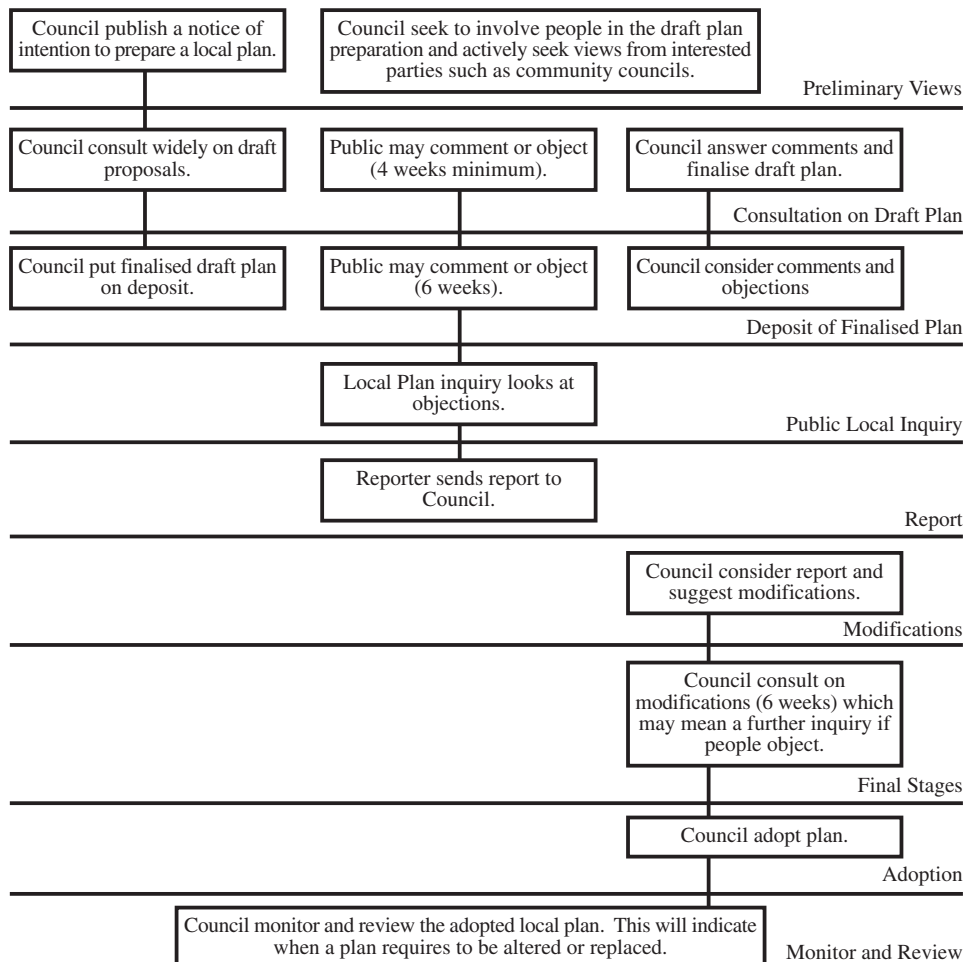 Council publish a notice of
intention to prepare a local plan.
Council seek to involve people in the draft plan
preparation and actively seek views from interested
parties such as community councils.
Preliminary Views
Council consult widely on draft
proposals.
Public may comment or object
(4 weeks minimum).
Council answer comments and
finalise draft plan.
Consultation on Draft Plan
Council put finalised draft plan
on deposit.
Public may comment or object
(6 weeks).
Council consider comments and
objections
Deposit of Finalised Plan
Local Plan inquiry looks at
objections.
Public Local Inquiry
Reporter sends report to
Council.
Report
Council consider report and
suggest modifications.
Modifications
Council consult on
modifications (6 weeks) which
may mean a further inquiry if
people object.
Final Stages
Council adopt plan.
Adoption
Council monitor and review the adopted local plan. This will indicate
when a plan requires to be altered or replaced.
Monitor and Review